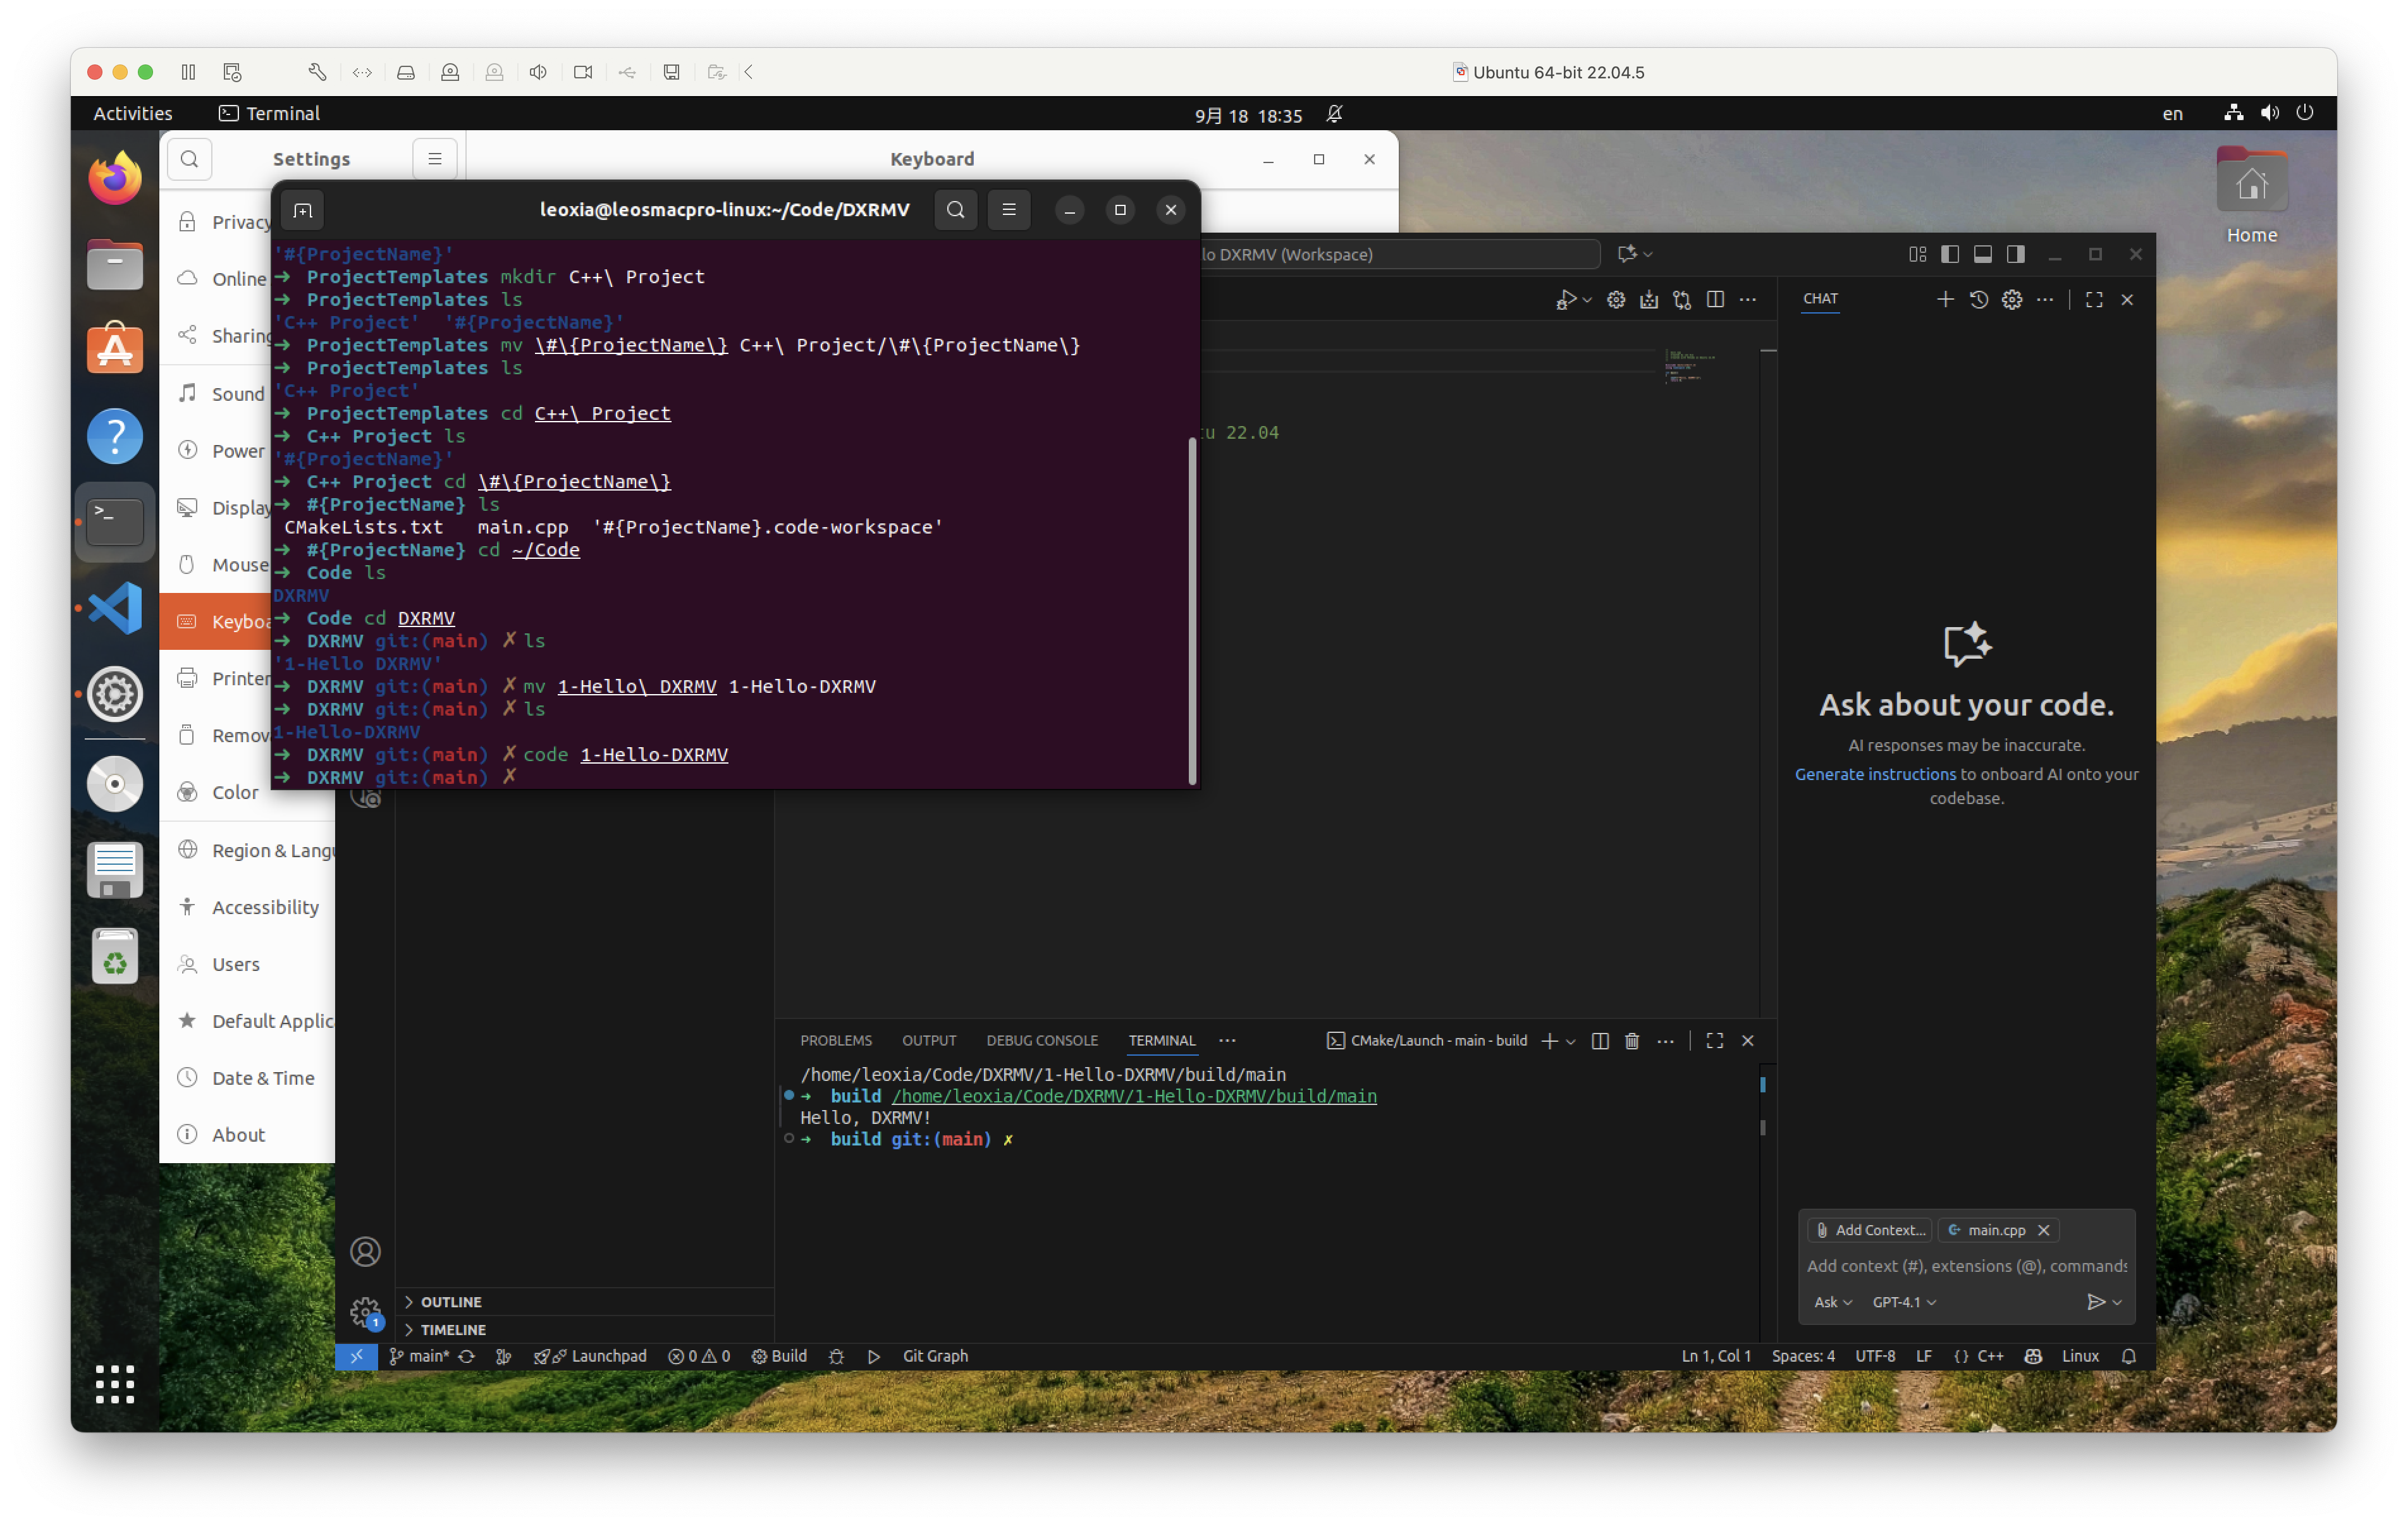 Ubuntu 64-bit 22.04.5
Activities
Terminal
9月 18 18:35
en
Settings
Keyboard
Home
Privacy
Online
Sharing
Sound
Power
Display
Mouse
Keyboa
Printer
Remov
Color
Region & Langu
Accessibility
Users
Default Applic
Date & Time
About
leoxia@leosmacpro-linux:~/Code/DXRMV
'#{ProjectName}'
➜ ProjectTemplates mkdir C++\ Project
➜ ProjectTemplates ls
'C++ Project' '#{ProjectName}'
➜ ProjectTemplates mv \#\{ProjectName\} C++\ Project/\#\{ProjectName\}
➜ ProjectTemplates ls
'C++ Project'
➜ ProjectTemplates cd C++\ Project
➜ C++ Project ls
'#{ProjectName}'
➜ C++ Project cd \#\{ProjectName\}
➜ #{ProjectName} ls
CMakeLists.txt main.cpp '#{ProjectName}.code-workspace'
➜ #{ProjectName} cd ~/Code
➜ Code ls
DXRMV
➜ Code cd DXRMV
➜ DXRMV git:(main) ✗ ls
'1-Hello DXRMV'
➜ DXRMV git:(main) ✗ mv 1-Hello\ DXRMV 1-Hello-DXRMV
➜ DXRMV git:(main) ✗ ls
1-Hello-DXRMV
➜ DXRMV git:(main) ✗ code 1-Hello-DXRMV
➜ DXRMV git:(main) ✗
lo DXRMV (Workspace)
tu 22.04
CHAT
Ask about your code.
AI responses may be inaccurate.
Generate instructions to onboard AI onto your
codebase.
PROBLEMS OUTPUT DEBUG CONSOLE TERMINAL
CMake/Launch - main - build
/home/leoxia/Code/DXRMV/1-Hello-DXRMV/build/main
➜ build /home/leoxia/Code/DXRMV/1-Hello-DXRMV/build/main
Hello, DXRMV!
➜ build git:(main) ✗
Add Context...
main.cpp
Add context (#), extensions (@), commands
Ask
GPT-4.1
OUTLINE
TIMELINE
1
main*
Launchpad
0
0
Build
Git Graph
Ln 1, Col 1
Spaces: 4
UTF-8
LF
{} C++
Linux